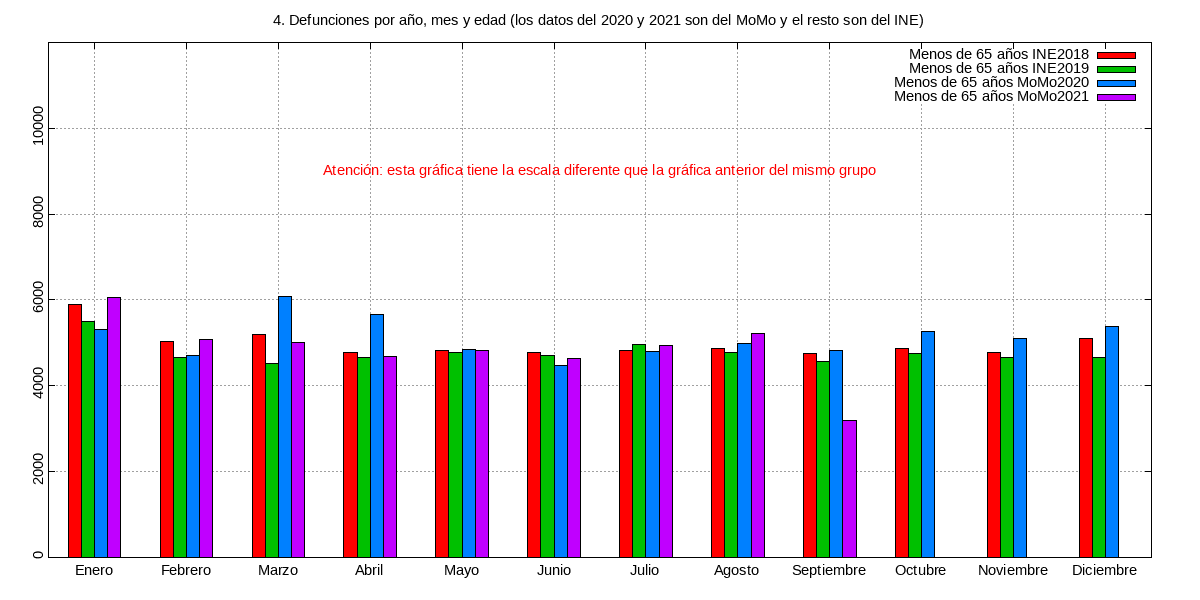 4. Defunciones por año, mes y edad (los datos del 2020 y 2021 son del MoMo y el resto son del INE)
Menos de 65 años INE2018
Menos de 65 años INE2019
Menos de 65 años MoMo2020
Menos de 65 años MoMo2021
Atención: esta gráfica tiene la escala diferente que la gráfica anterior del mismo grupo
10000
8000
6000
4000
2000
0
Enero Febrero Marzo Abril Mayo Junio Julio Agosto Septiembre Octubre Noviembre Diciembre